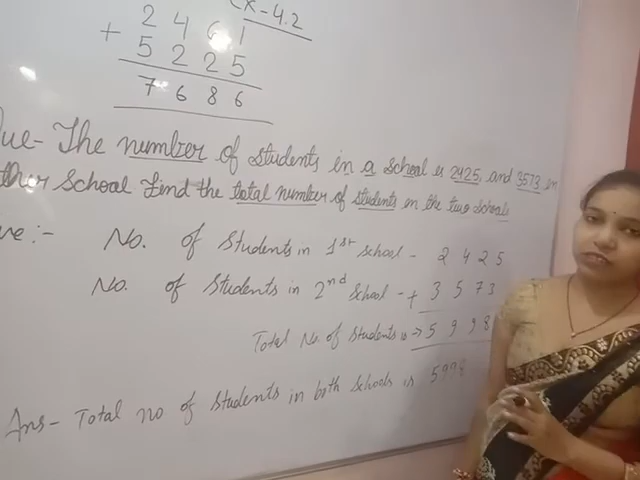 Ex-4.2
2 4 6 1
+ 5 2 2 5
7 6 8 6
Que- The number of students in a school is 2425, and 3573 in
other School find the total number of students in the two schools
No. of Students in 1st School - 2 4 2 5
No. of Students in 2nd School - + 3 5 7 3
Total No. of Students is → 5 9 9 8
Ans- Total no of Students in both schools is 5998